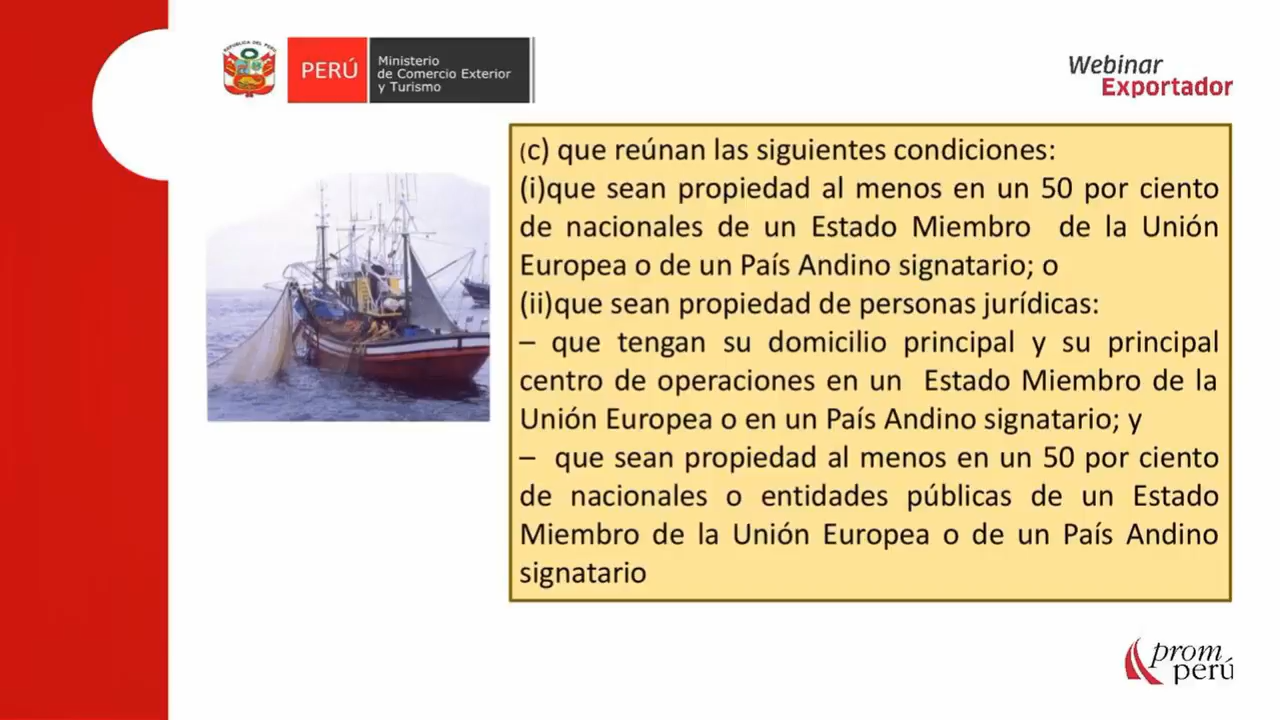 REPÚBLICA DEL PERÚ
PERÚ
Ministerio
de Comercio Exterior
y Turismo
Webinar
Exportador
(c) que reúnan las siguientes condiciones:
(i)que sean propiedad al menos en un 50 por ciento
de nacionales de un Estado Miembro de la Unión
Europea o de un País Andino signatario; o
(ii)que sean propiedad de personas jurídicas:
– que tengan su domicilio principal y su principal
centro de operaciones en un Estado Miembro de la
Unión Europea o en un País Andino signatario; y
– que sean propiedad al menos en un 50 por ciento
de nacionales o entidades públicas de un Estado
Miembro de la Unión Europea o de un País Andino
signatario
prom
perú